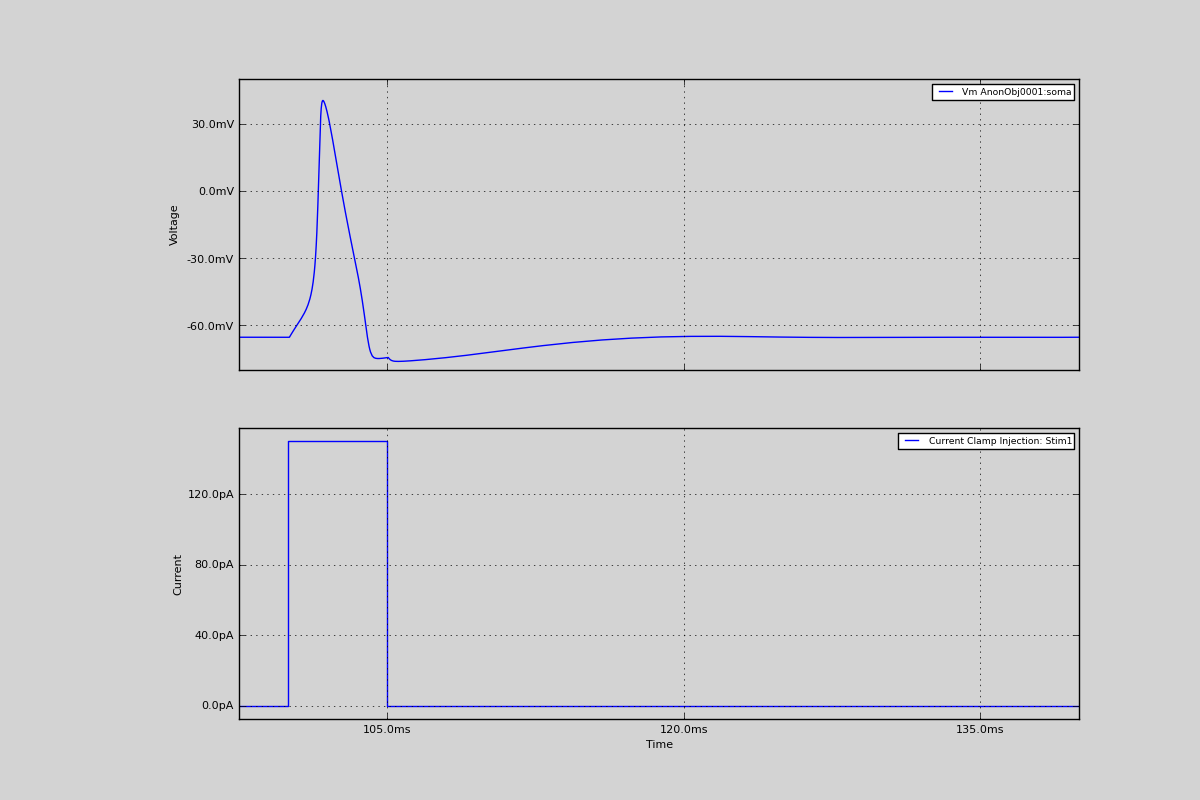 Vm AnonObj0001:soma
30.0mV
0.0mV
-30.0mV
-60.0mV
Voltage
Current Clamp Injection: Stim1
120.0pA
80.0pA
40.0pA
0.0pA
Current
105.0ms
120.0ms
135.0ms
Time